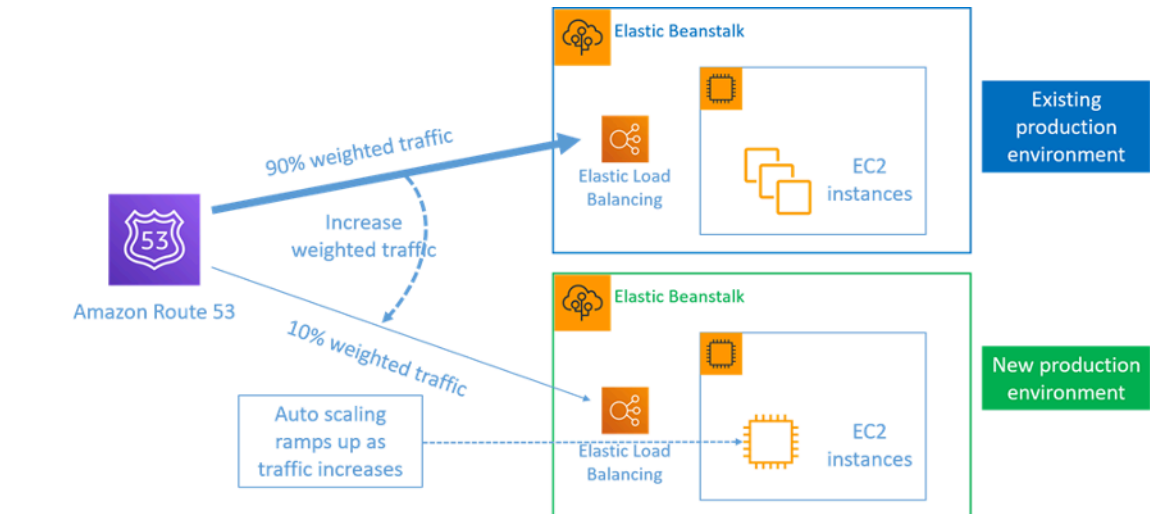 Elastic Beanstalk
90% weighted traffic
Elastic Load
Balancing
EC2
instances
Existing
production
environment
53
Amazon Route 53
Increase
weighted traffic
10% weighted traffic
Elastic Beanstalk
Auto scaling
ramps up as
traffic increases
Elastic Load
Balancing
EC2
instances
New production
environment